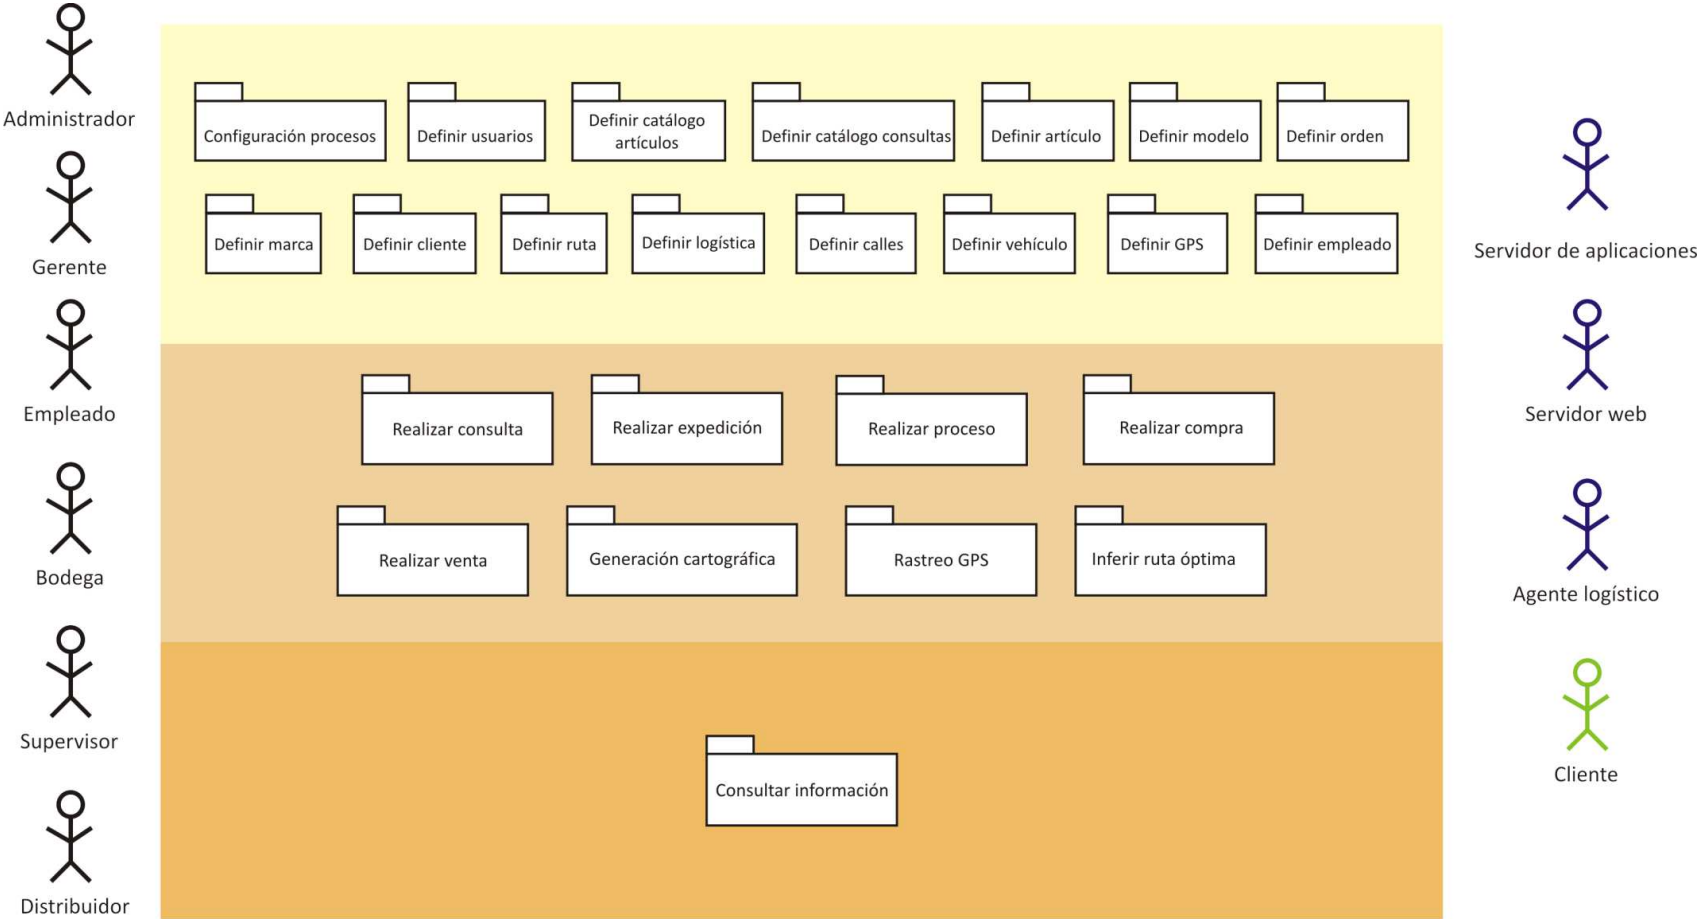 Administrador
Gerente
Empleado
Bodega
Supervisor
Distribuidor
Configuración procesos
Definir usuarios
Definir catálogo
artículos
Definir catálogo consultas
Definir artículo
Definir modelo
Definir orden
Definir marca
Definir cliente
Definir ruta
Definir logística
Definir calles
Definir vehículo
Definir GPS
Definir empleado
Realizar consulta
Realizar expedición
Realizar proceso
Realizar compra
Realizar venta
Generación cartográfica
Rastreo GPS
Inferir ruta óptima
Consultar información
Servidor de aplicaciones
Servidor web
Agente logístico
Cliente